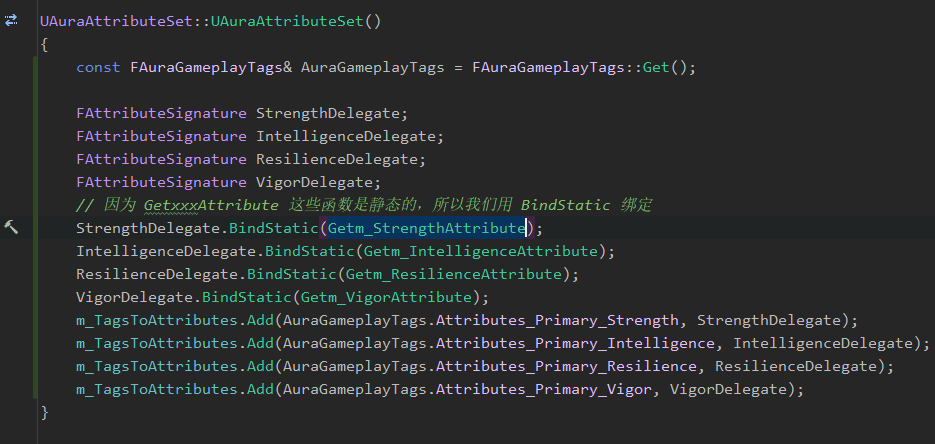 UAuraAttributeSet::UAuraAttributeSet()
{
    const FAuraGameplayTags& AuraGameplayTags = FAuraGameplayTags::Get();
    FAttributeSignature StrengthDelegate;
    FAttributeSignature IntelligenceDelegate;
    FAttributeSignature ResilienceDelegate;
    FAttributeSignature VigorDelegate;
    // 因为 GetxxxAttribute 这些函数是静态的，所以我们用 BindStatic 绑定
    StrengthDelegate.BindStatic(Getm_StrengthAttribute);
    IntelligenceDelegate.BindStatic(Getm_IntelligenceAttribute);
    ResilienceDelegate.BindStatic(Getm_ResilienceAttribute);
    VigorDelegate.BindStatic(Getm_VigorAttribute);
    m_TagsToAttributes.Add(AuraGameplayTags.Attributes_Primary_Strength, StrengthDelegate);
    m_TagsToAttributes.Add(AuraGameplayTags.Attributes_Primary_Intelligence, IntelligenceDelegate);
    m_TagsToAttributes.Add(AuraGameplayTags.Attributes_Primary_Resilience, ResilienceDelegate);
    m_TagsToAttributes.Add(AuraGameplayTags.Attributes_Primary_Vigor, VigorDelegate);
}